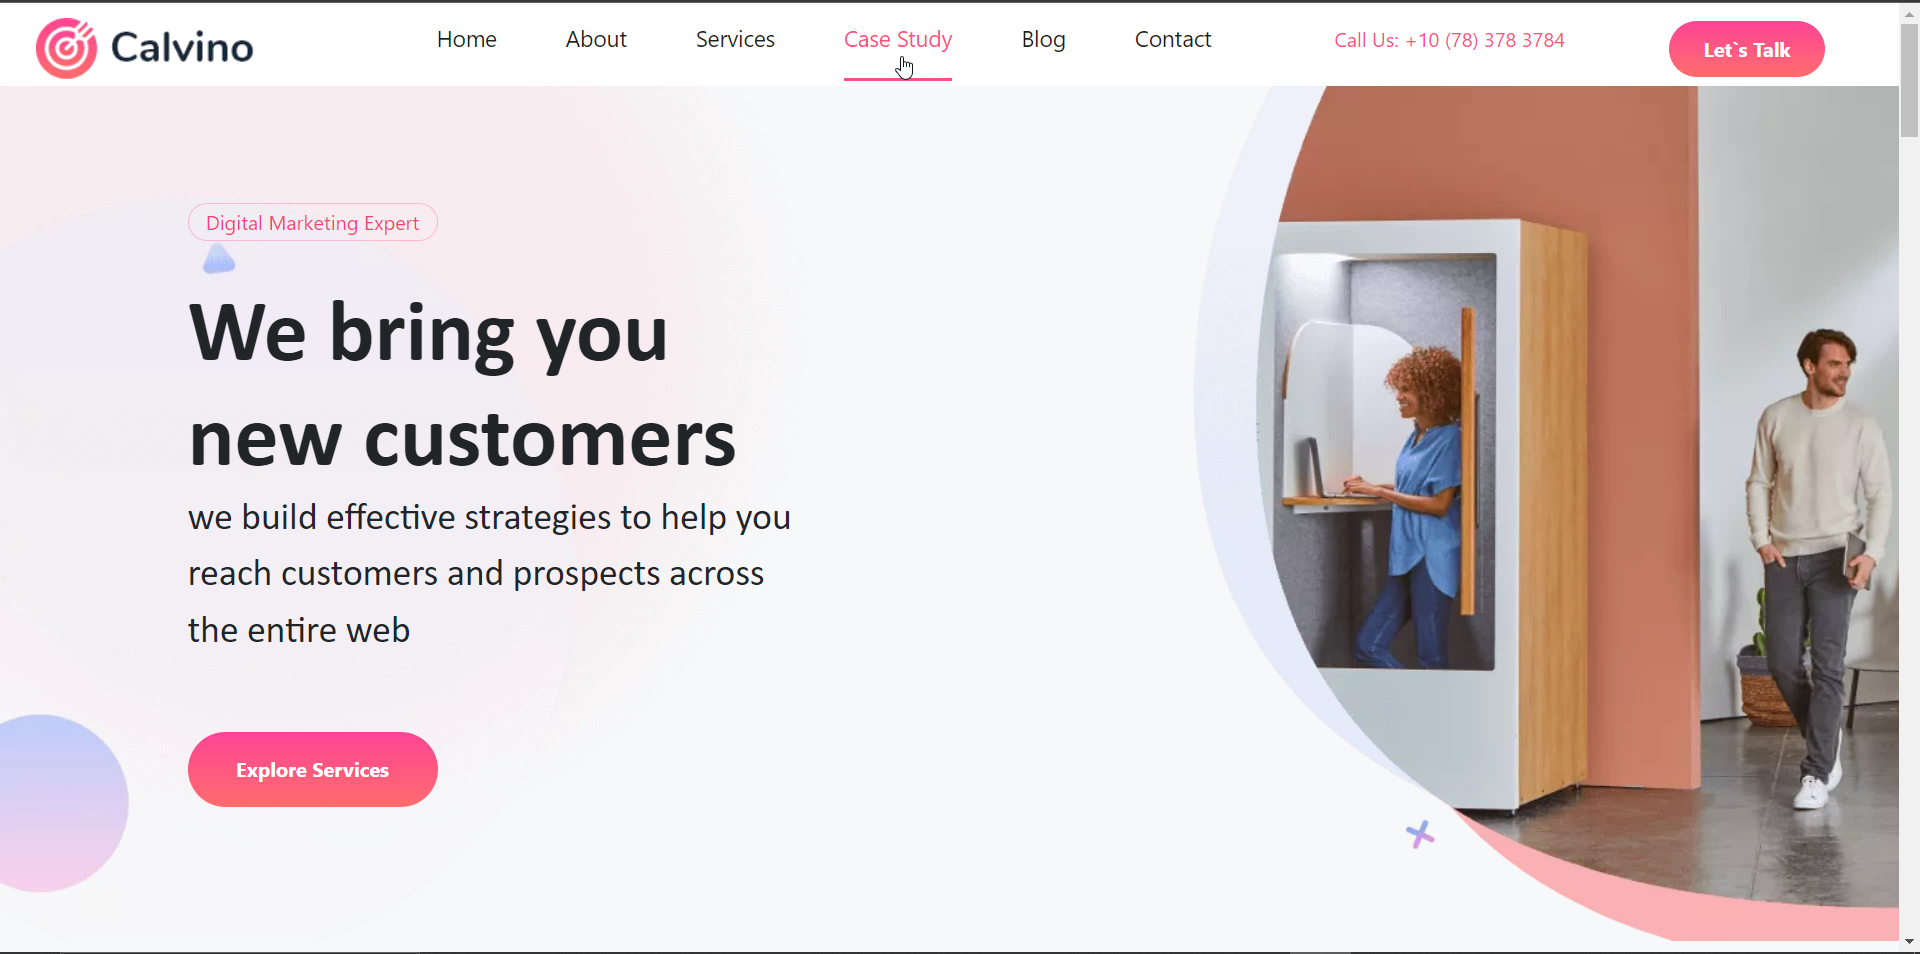 Calvino
Home
About
Services
Case Study
Blog
Contact
Call Us: +10 (78) 378 3784
Let`s Talk
Digital Marketing Expert
We bring you
new customers
we build effective strategies to help you
reach customers and prospects across
the entire web
Explore Services